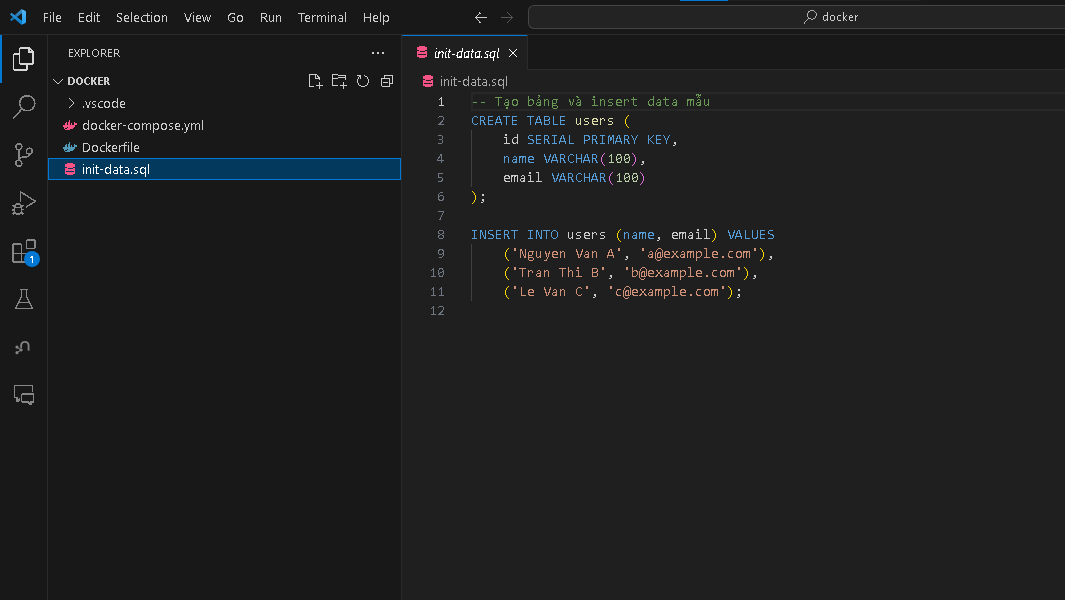 File Edit Selection View Go Run Terminal Help
docker
EXPLORER
DOCKER
.vscode
docker-compose.yml
Dockerfile
init-data.sql
1
init-data.sql
init-data.sql
1 -- Tạo bảng và insert data mẫu
2 CREATE TABLE users (
3 id SERIAL PRIMARY KEY,
4 name VARCHAR(100),
5 email VARCHAR(100)
6 );
7
8 INSERT INTO users (name, email) VALUES
9 ('Nguyen Van A', 'a@example.com'),
10 ('Tran Thi B', 'b@example.com'),
11 ('Le Van C', 'c@example.com');
12